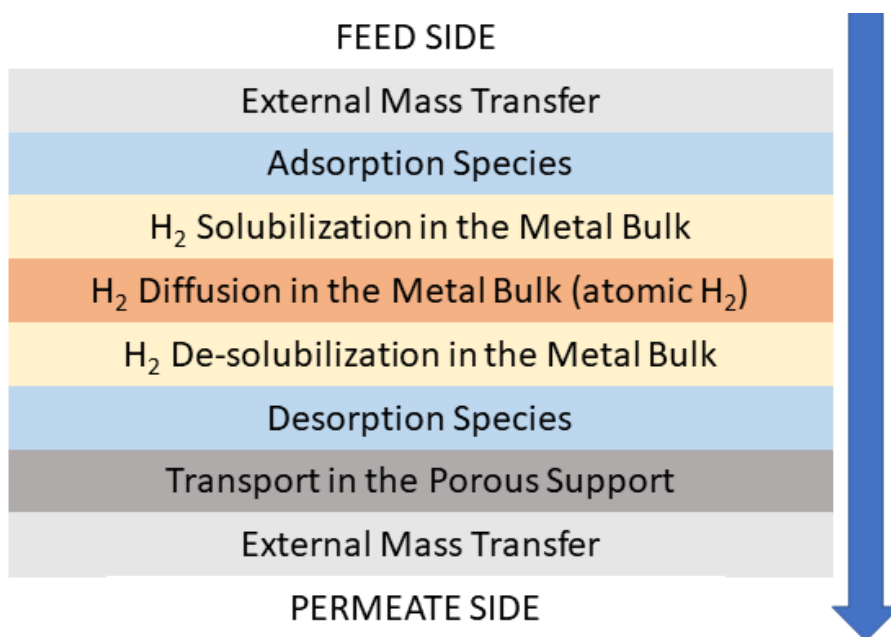 FEED SIDE
External Mass Transfer
Adsorption Species
H₂ Solubilization in the Metal Bulk
H₂ Diffusion in the Metal Bulk (atomic H₂)
H₂ De-solubilization in the Metal Bulk
Desorption Species
Transport in the Porous Support
External Mass Transfer
PERMEATE SIDE